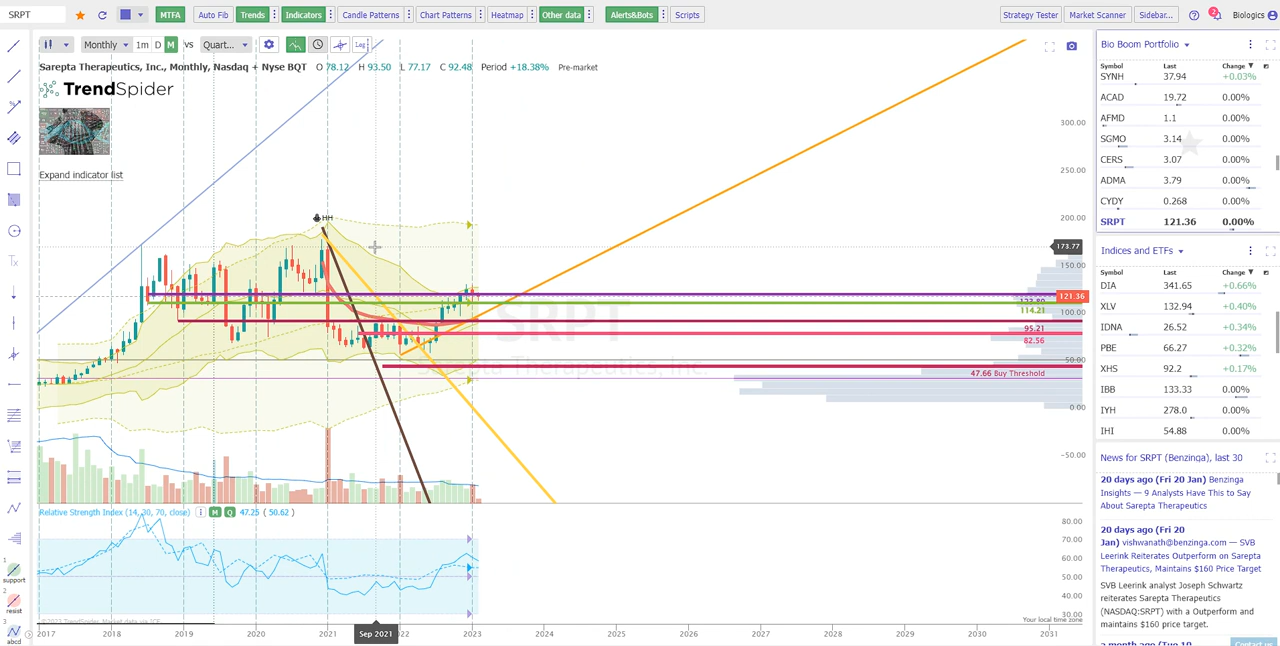 SRPT MTFA Auto Fib Trends Indicators Candle Patterns Chart Patterns Heatmap Other data Alerts&Bots Scripts Strategy Tester Market Scanner Sidebar... 2 Biologics
Monthly 1m D M vs Quart... Log
Sarepta Therapeutics, Inc., Monthly, Nasdaq + Nyse BQT O 78.12 H 93.50 L 77.17 C 92.48 Period +18.38% Pre-market
TrendSpider
Expand indicator list
HH
300.00
250.00
200.00
173.77
150.00
121.36
114.21
100.00
95.21
82.56
50.00
47.66 Buy Threshold
0.00
−50.00
SRPT
Sarepta Therapeutics, Inc.
Relative Strength Index (14, 30, 70, close) M Q 47.25 ( 50.62 )
80.00
70.00
60.00
50.00
40.00
30.00
Your local time zone
2017 2018 2019 2020 2021 Sep 2021 2023 2024 2025 2026 2027 2028 2029 2030 2031
Tx
1
support
2
resist
3
abcd
Bio Boom Portfolio
Symbol Last Change
SYNH 37.94 +0.03%
ACAD 19.72 0.00%
AFMD 1.1 0.00%
SGMO 3.14 0.00%
CERS 3.07 0.00%
ADMA 3.79 0.00%
CYDY 0.268 0.00%
SRPT 121.36 0.00%
Indices and ETFs
Symbol Last Change
DIA 341.65 +0.66%
XLV 132.94 +0.40%
IDNA 26.52 +0.34%
PBE 66.27 +0.32%
XHS 92.2 +0.17%
IBB 133.33 0.00%
IYH 278.0 0.00%
IHI 54.88 0.00%
News for SRPT (Benzinga), last 30
20 days ago (Fri 20 Jan) Benzinga
Insights — 9 Analysts Have This to Say
About Sarepta Therapeutics
20 days ago (Fri 20
Jan) vishwanath@benzinga.com — SVB
Leerink Reiterates Outperform on Sarepta
Therapeutics, Maintains $160 Price Target
SVB Leerink analyst Joseph Schwartz
reiterates Sarepta Therapeutics
(NASDAQ:SRPT) with a Outperform and
maintains $160 price target.
Contact us